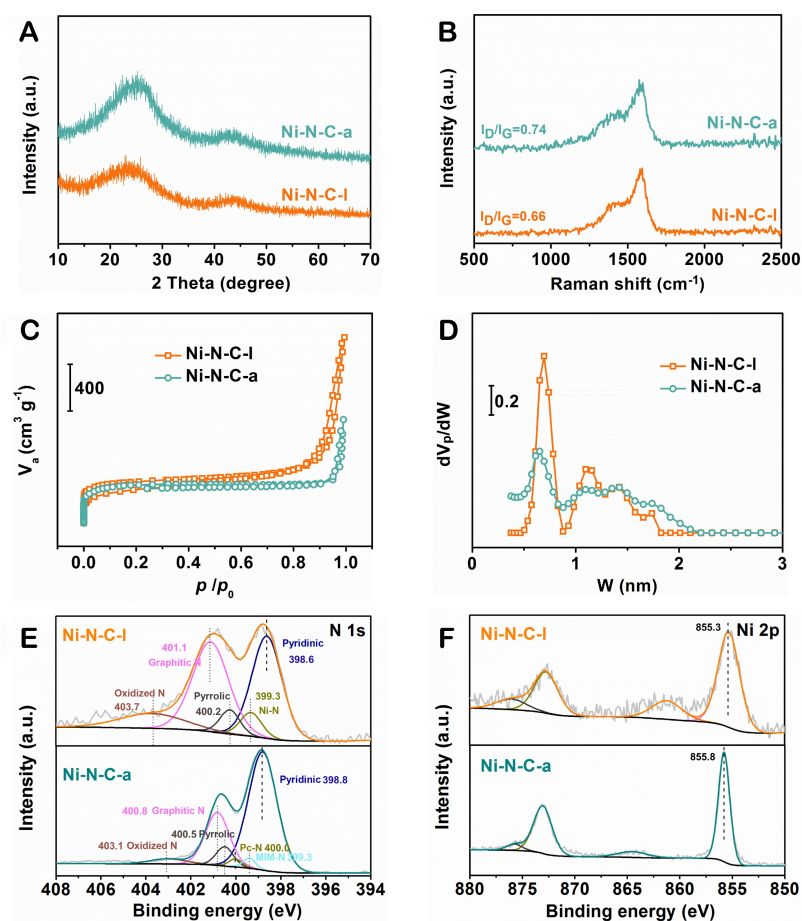 A
Intensity (a.u.)
Ni-N-C-a
Ni-N-C-l
10 20 30 40 50 60 70
2 Theta (degree)
B
Intensity (a.u.)
I_D/I_G=0.74
Ni-N-C-a
I_D/I_G=0.66
Ni-N-C-l
500 1000 1500 2000 2500
Raman shift (cm⁻¹)
C
Vₐ (cm³ g⁻¹)
400
Ni-N-C-l
Ni-N-C-a
0.0 0.2 0.4 0.6 0.8 1.0
p /p₀
D
dVₚ/dW
0.2
Ni-N-C-l
Ni-N-C-a
0 1 2 3
W (nm)
E
Intensity (a.u.)
N 1s
Ni-N-C-l
401.1
Graphitic N
Pyridinic
398.6
Oxidized N
403.7
Pyrrolic
400.2
399.3
Ni-N
Ni-N-C-a
Pyridinic 398.8
400.8 Graphitic N
400.5 Pyrrolic
403.1 Oxidized N
Pc-N 400.0
MIM-N 399.3
408 406 404 402 400 398 396 394
Binding energy (eV)
F
Intensity (a.u.)
Ni 2p
Ni-N-C-l
855.3
Ni-N-C-a
855.8
880 875 870 865 860 855 850
Binding energy (eV)